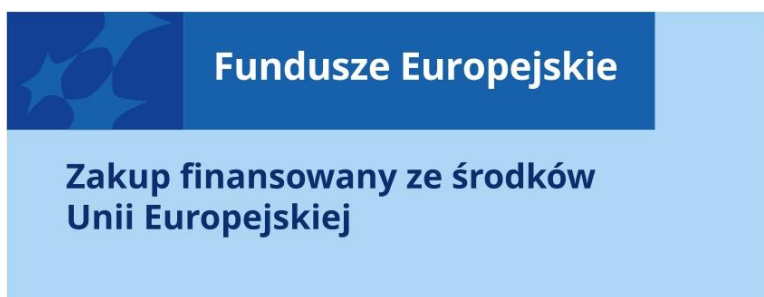 Fundusze Europejskie
Zakup finansowany ze środków
Unii Europejskiej